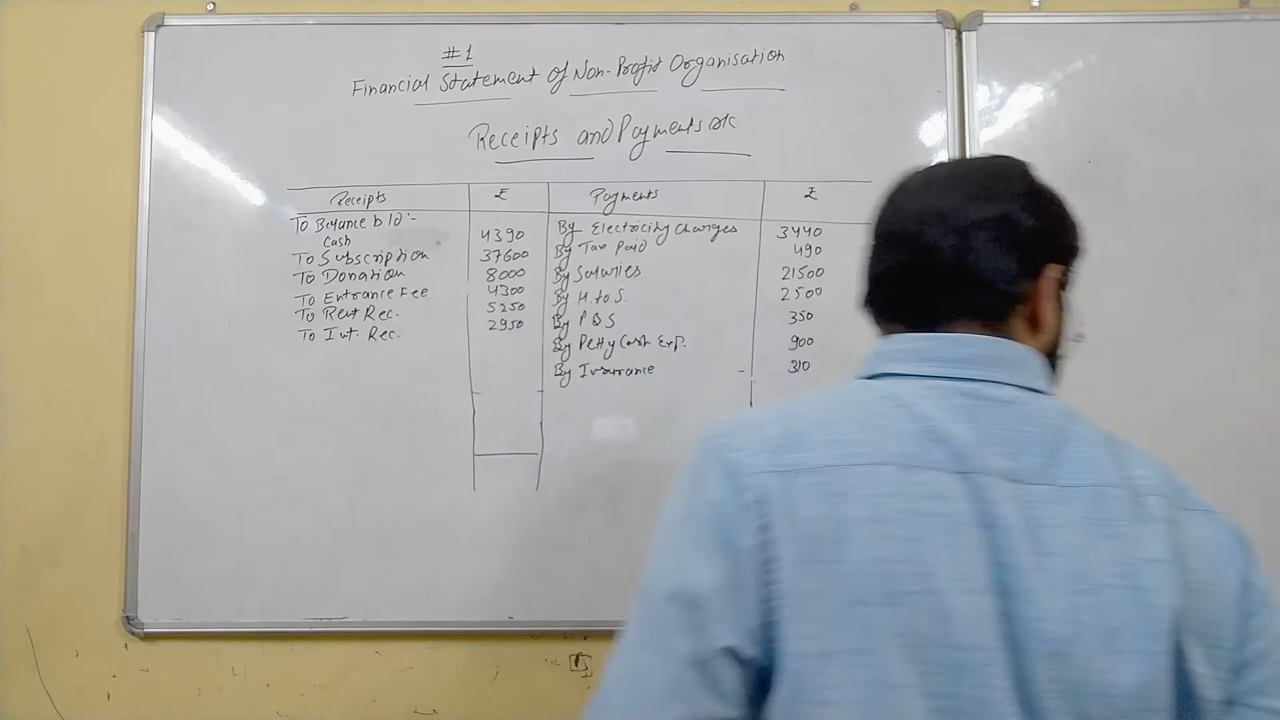 #1
Financial Statement of Non-Profit Organisation
Receipts and Payments a/c
Receipts ₹ Payments ₹
To Balance b/d:-
Cash 4390 By Electricity Charges 3440
To Subscription 37600 By Tax Paid 490
To Donation 8000 By Salaries 21500
To Entrance Fee 4300 By H. to S. 2500
To Rent Rec. 5250 By P & S 350
To Int. Rec. 2950 By Petty Cash Exp. 900
By Insurance 310